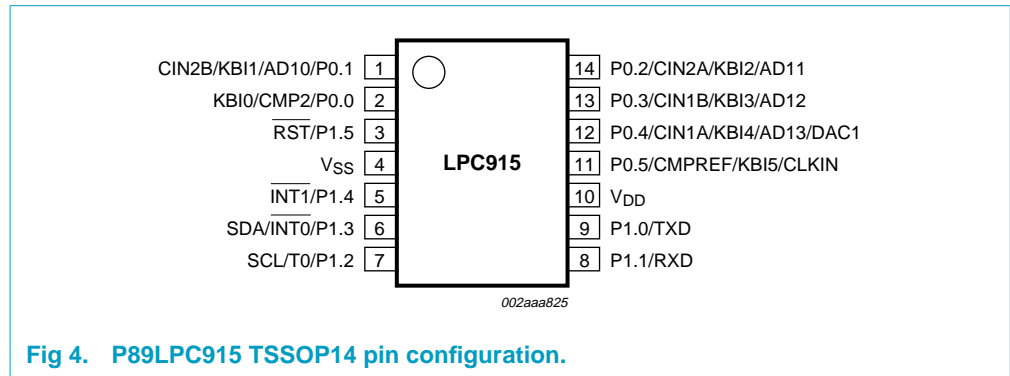 CIN2B/KBI1/AD10/P0.1 1 14 P0.2/CIN2A/KBI2/AD11
KBI0/CMP2/P0.0 2 13 P0.3/CIN1B/KBI3/AD12
RST/P1.5 3 12 P0.4/CIN1A/KBI4/AD13/DAC1
VSS 4 LPC915 11 P0.5/CMPREF/KBI5/CLKIN
INT1/P1.4 5 10 VDD
SDA/INT0/P1.3 6 9 P1.0/TXD
SCL/T0/P1.2 7 8 P1.1/RXD
002aaa825
Fig 4. P89LPC915 TSSOP14 pin configuration.